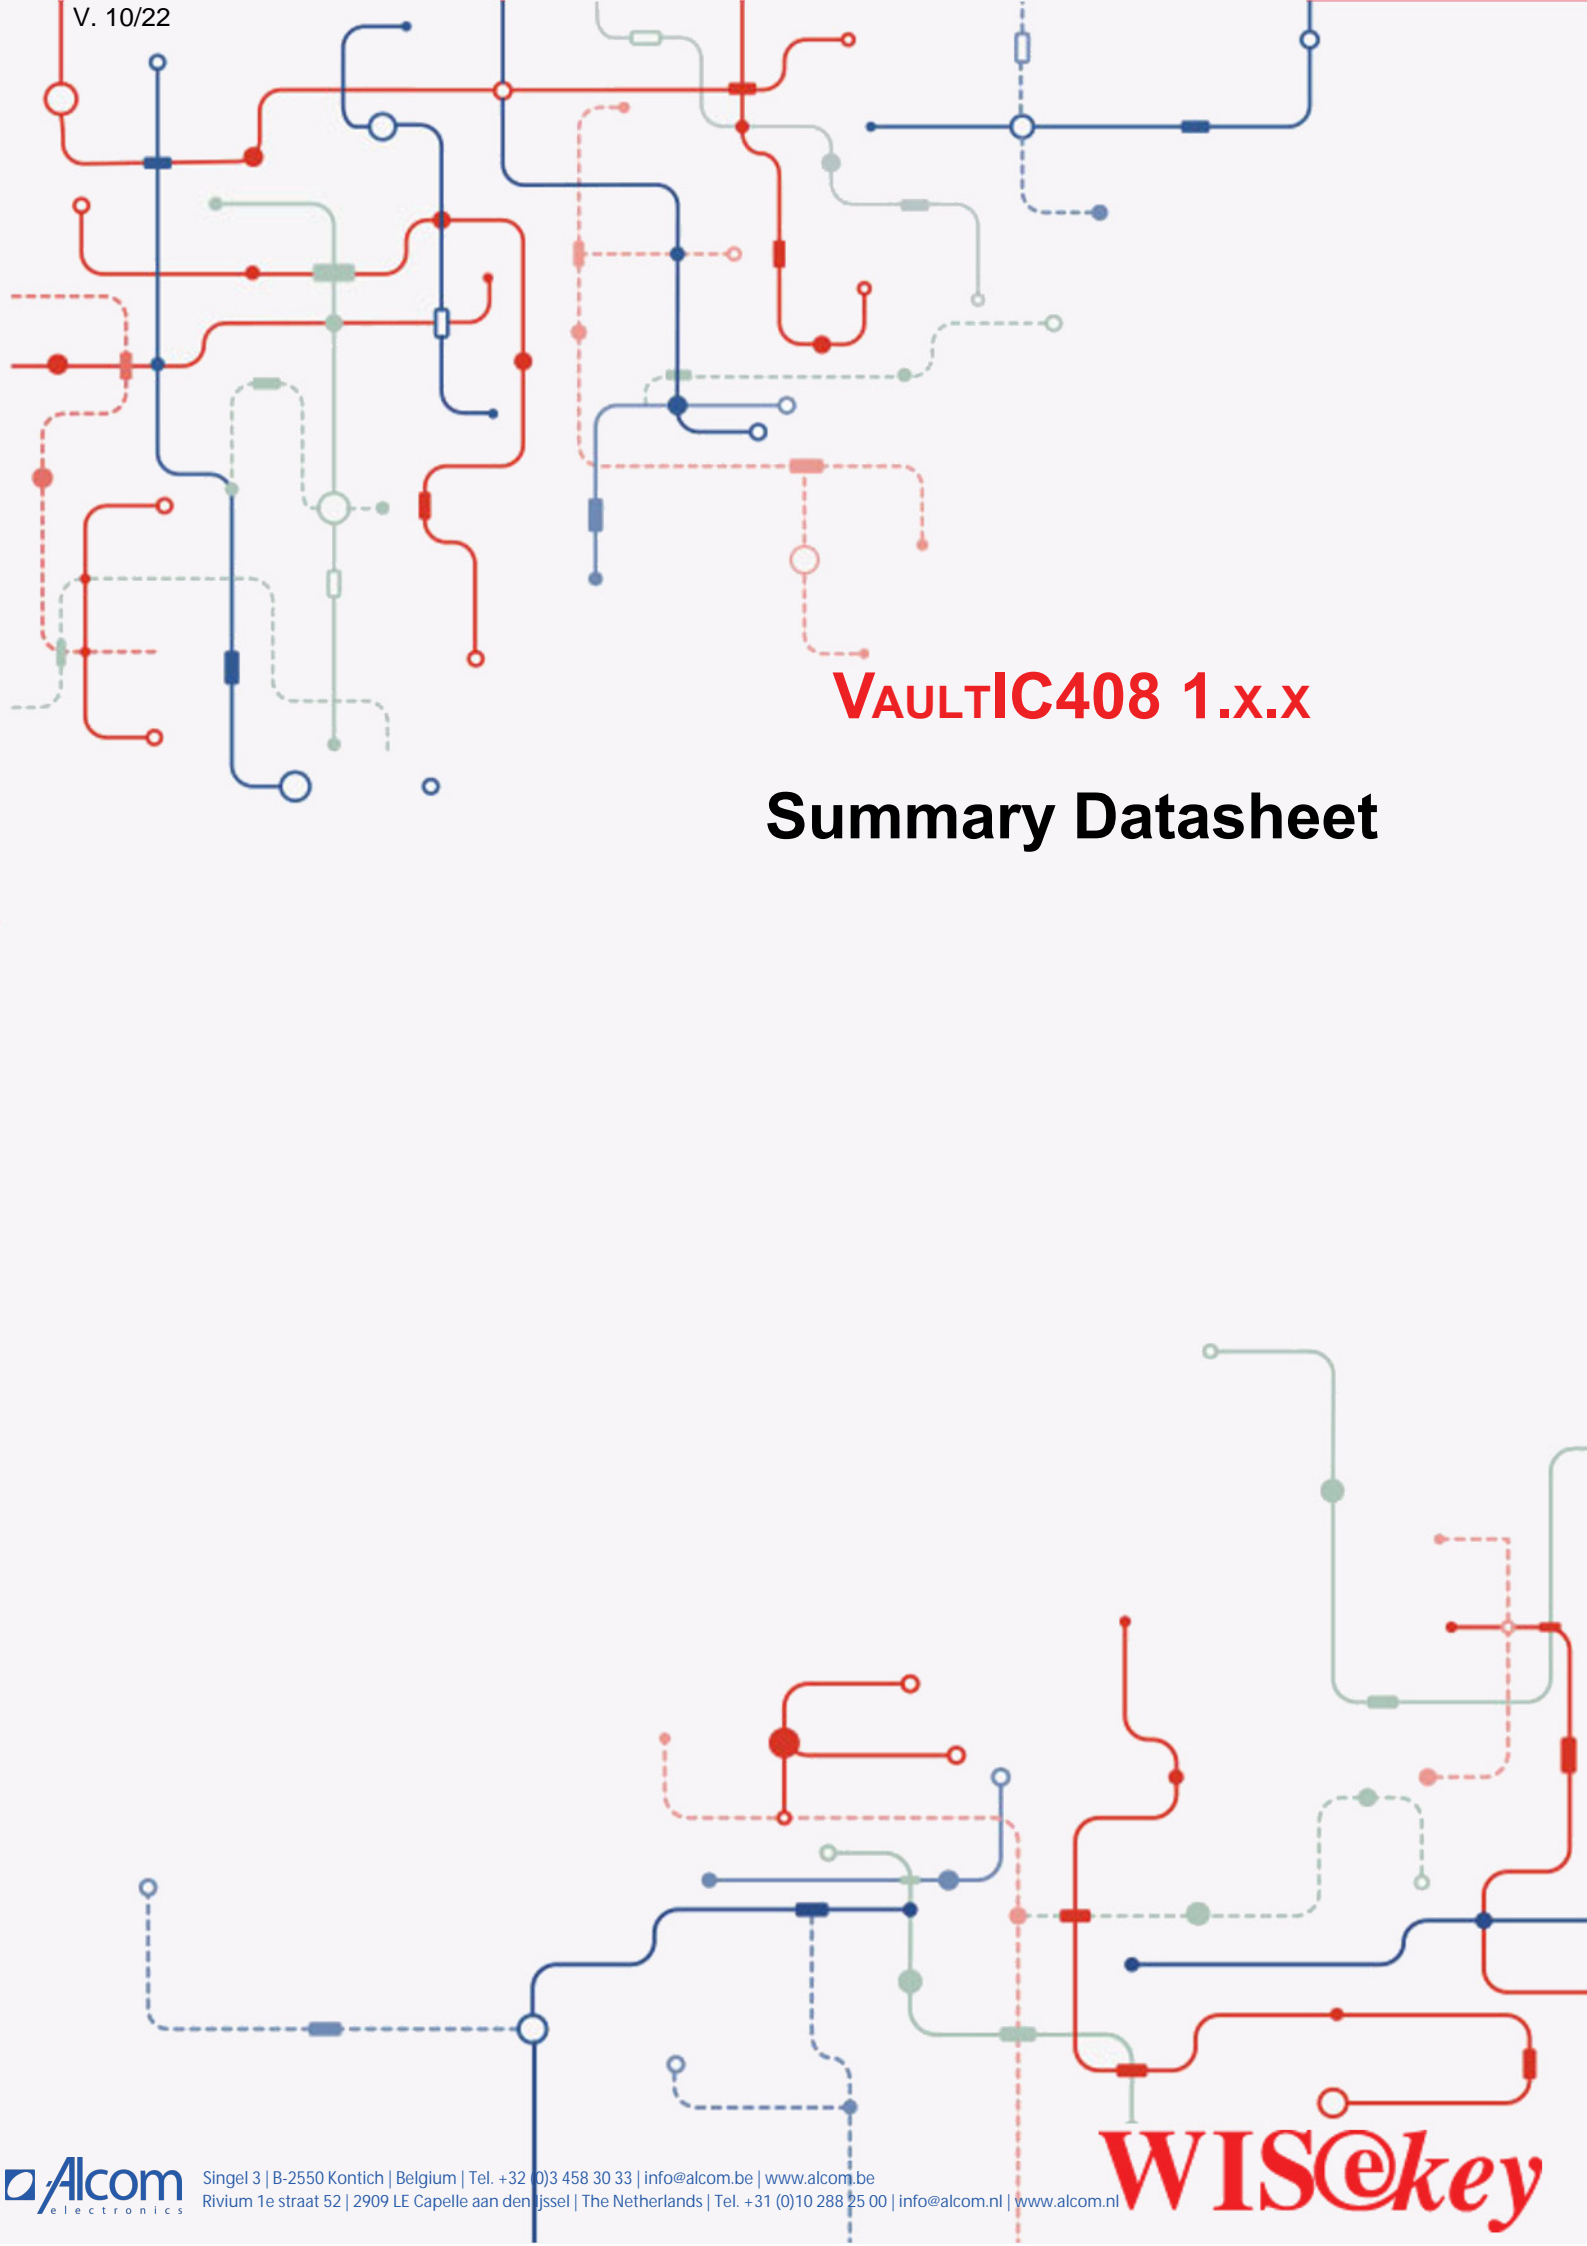 V. 10/22
VAULTIC408 1.X.X
Summary Datasheet
Alcom
electronics
Singel 3 | B-2550 Kontich | Belgium | Tel. +32 (0)3 458 30 33 | info@alcom.be | www.alcom.be
Rivium 1e straat 52 | 2909 LE Capelle aan den Ijssel | The Netherlands | Tel. +31 (0)10 288 25 00 | info@alcom.nl | www.alcom.nl
WISekey